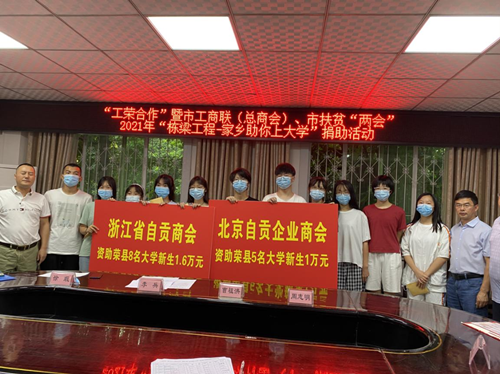 “工荣合作”暨市工商联（总商会）、市扶贫“两会”
2021年“栋梁工程-家乡助你上大学”捐助活动
浙江省自贡商会
资助荣县8名大学新生1.6万元
北京自贡企业商会
资助荣县5名大学新生1万元